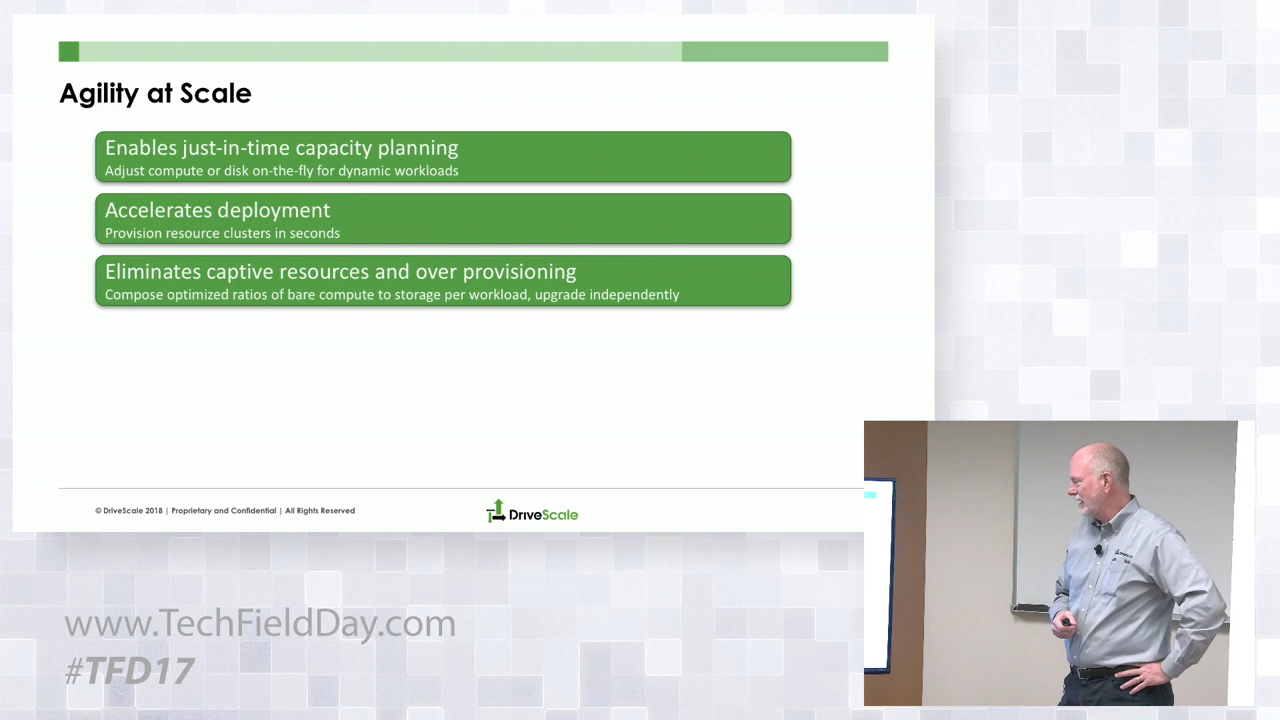 Agility at Scale
Enables just-in-time capacity planning
Adjust compute or disk on-the-fly for dynamic workloads
Accelerates deployment
Provision resource clusters in seconds
Eliminates captive resources and over provisioning
Compose optimized ratios of bare compute to storage per workload, upgrade independently
© DriveScale 2018 | Proprietary and Confidential | All Rights Reserved
DriveScale
www.TechFieldDay.com
#TFD17